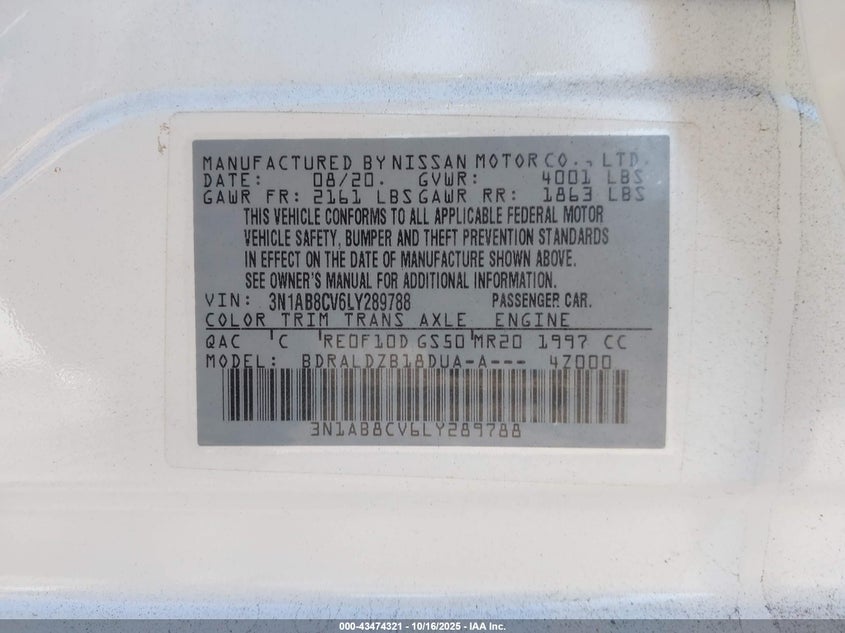 MANUFACTURED BY NISSAN MOTOR CO., LTD.
DATE: 08/20. GVWR: 4001 LBS
GAWR FR: 2161 LBS GAWR RR: 1863 LBS
THIS VEHICLE CONFORMS TO ALL APPLICABLE FEDERAL MOTOR
VEHICLE SAFETY, BUMPER AND THEFT PREVENTION STANDARDS
IN EFFECT ON THE DATE OF MANUFACTURE SHOWN ABOVE.
SEE OWNER'S MANUAL FOR ADDITIONAL INFORMATION.
VIN: 3N1AB8CV6LY289788 PASSENGER CAR.
COLOR TRIM TRANS AXLE ENGINE
QAC C RE0F10D GS50 MR20 1997 CC
MODEL: BDRALDZB18DUA-A--- 4Z000
3N1AB8CV6LY289788
000-43474321 - 10/16/2025 - IAA Inc.